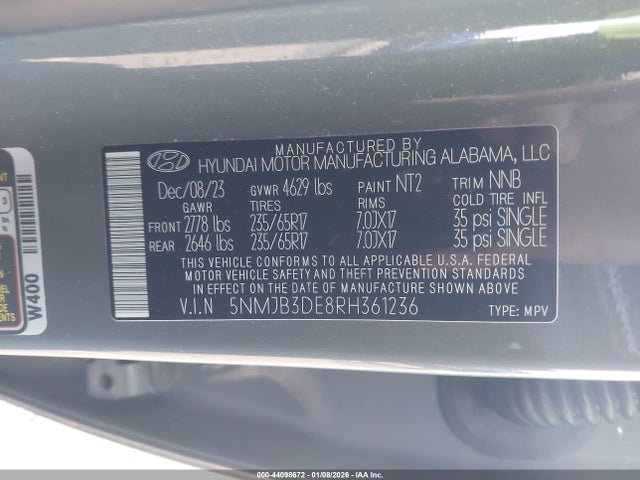 MANUFACTURED BY
HYUNDAI MOTOR MANUFACTURING ALABAMA, LLC
Dec/08/23 GVWR 4629 lbs PAINT NT2 TRIM NNB
GAWR TIRES RIMS COLD TIRE INFL
FRONT 2778 lbs 235/65R17 7.0JX17 35 psi SINGLE
REAR 2646 lbs 235/65R17 7.0JX17 35 psi SINGLE
THIS VEHICLE CONFORMS TO ALL APPLICABLE U.S.A. FEDERAL
MOTOR VEHICLE SAFETY AND THEFT PREVENTION STANDARDS
IN EFFECT ON THE DATE OF MANUFACTURE SHOWN ABOVE
V.I.N 5NMJB3DE8RH361236 TYPE: MPV
W400
000-44098672 - 01/08/2026 - IAA Inc.